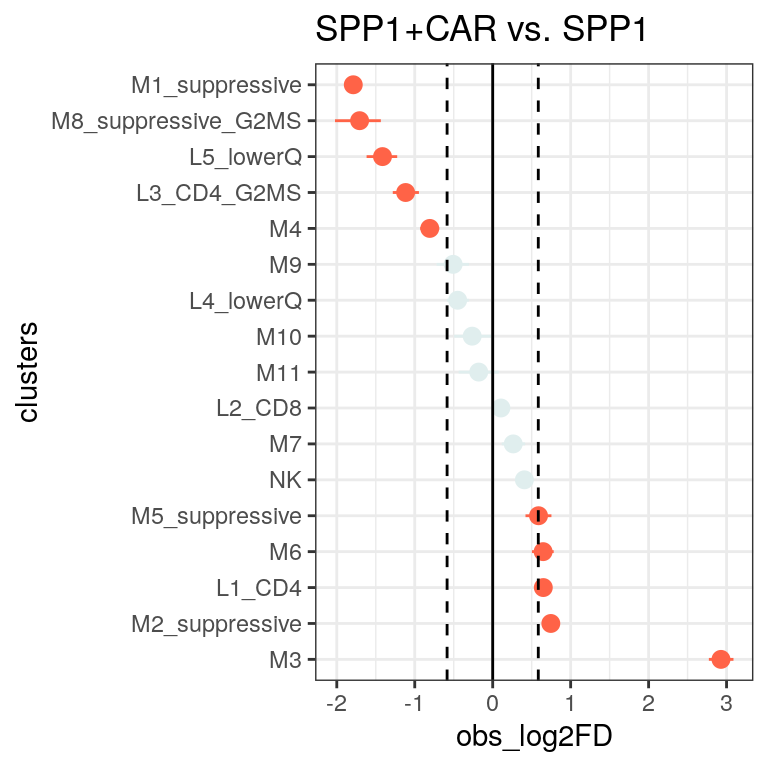 SPP1+CAR vs. SPP1
M1_suppressive
M8_suppressive_G2MS
L5_lowerQ
L3_CD4_G2MS
M4
M9
L4_lowerQ
M10
M11
L2_CD8
M7
NK
M5_suppressive
M6
L1_CD4
M2_suppressive
M3
clusters
-2 -1 0 1 2 3
obs_log2FD